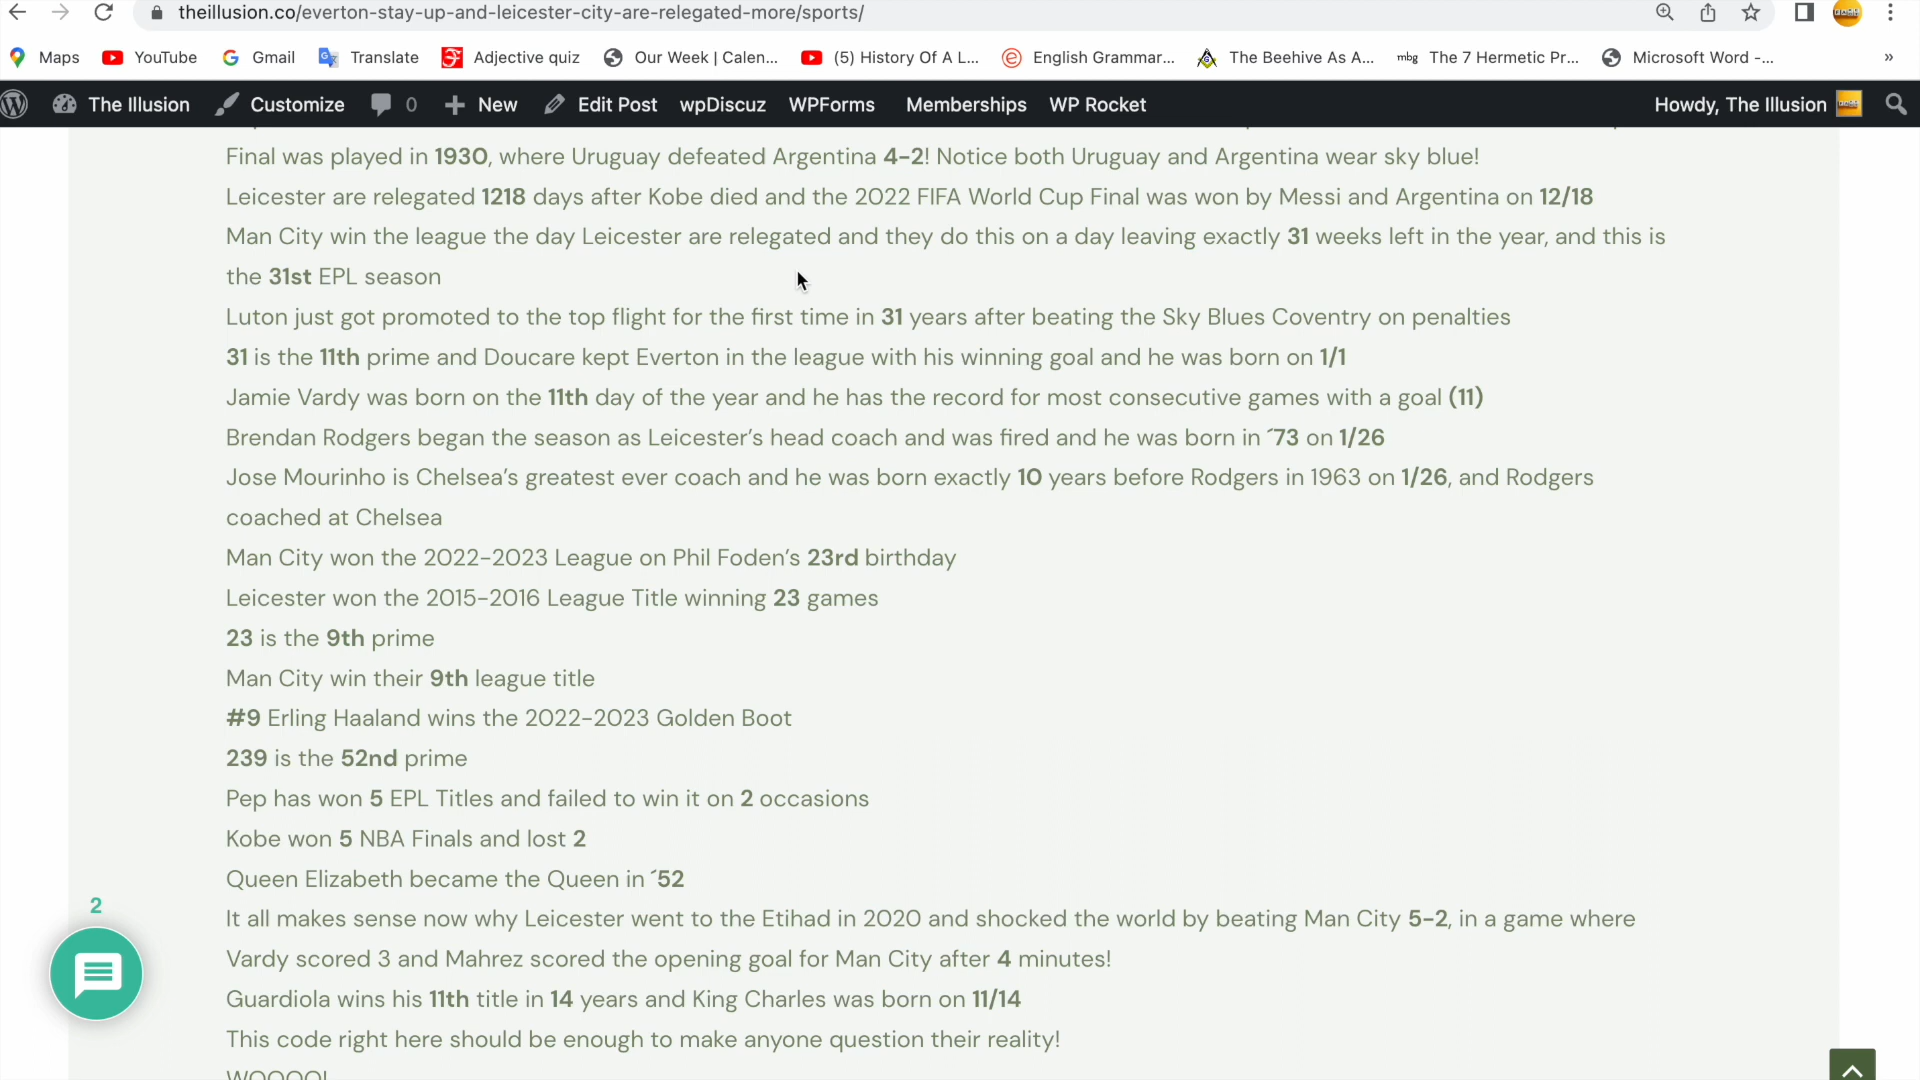 theillusion.co/everton-stay-up-and-leicester-city-are-relegated-more/sports/
Maps YouTube Gmail Translate Adjective quiz Our Week | Calen... (5) History Of A L... English Grammar... The Beehive As A... mbg The 7 Hermetic Pr... Microsoft Word -... »
The Illusion Customize 0 New Edit Post wpDiscuz WPForms Memberships WP Rocket Howdy, The Illusion
Final was played in 1930, where Uruguay defeated Argentina 4-2! Notice both Uruguay and Argentina wear sky blue!
Leicester are relegated 1218 days after Kobe died and the 2022 FIFA World Cup Final was won by Messi and Argentina on 12/18
Man City win the league the day Leicester are relegated and they do this on a day leaving exactly 31 weeks left in the year, and this is
the 31st EPL season
Luton just got promoted to the top flight for the first time in 31 years after beating the Sky Blues Coventry on penalties
31 is the 11th prime and Doucare kept Everton in the league with his winning goal and he was born on 1/1
Jamie Vardy was born on the 11th day of the year and he has the record for most consecutive games with a goal (11)
Brendan Rodgers began the season as Leicester’s head coach and was fired and he was born in ´73 on 1/26
Jose Mourinho is Chelsea’s greatest ever coach and he was born exactly 10 years before Rodgers in 1963 on 1/26, and Rodgers
coached at Chelsea
Man City won the 2022-2023 League on Phil Foden’s 23rd birthday
Leicester won the 2015-2016 League Title winning 23 games
23 is the 9th prime
Man City win their 9th league title
#9 Erling Haaland wins the 2022-2023 Golden Boot
239 is the 52nd prime
Pep has won 5 EPL Titles and failed to win it on 2 occasions
Kobe won 5 NBA Finals and lost 2
Queen Elizabeth became the Queen in ´52
2
It all makes sense now why Leicester went to the Etihad in 2020 and shocked the world by beating Man City 5-2, in a game where
Vardy scored 3 and Mahrez scored the opening goal for Man City after 4 minutes!
Guardiola wins his 11th title in 14 years and King Charles was born on 11/14
This code right here should be enough to make anyone question their reality!
WOOOO!